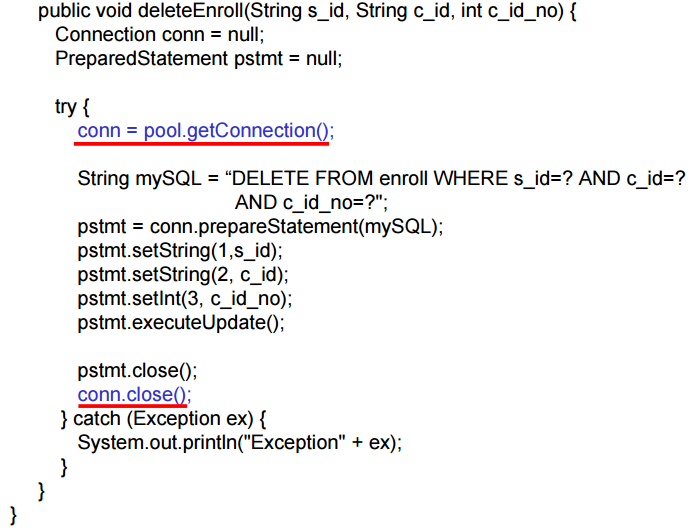 public void deleteEnroll(String s_id, String c_id, int c_id_no) {
Connection conn = null;
PreparedStatement pstmt = null;
try {
conn = pool.getConnection();
String mySQL = “DELETE FROM enroll WHERE s_id=? AND c_id=?
AND c_id_no=?";
pstmt = conn.prepareStatement(mySQL);
pstmt.setString(1,s_id);
pstmt.setString(2, c_id);
pstmt.setInt(3, c_id_no);
pstmt.executeUpdate();
pstmt.close();
conn.close();
} catch (Exception ex) {
System.out.println("Exception" + ex);
}
}
}